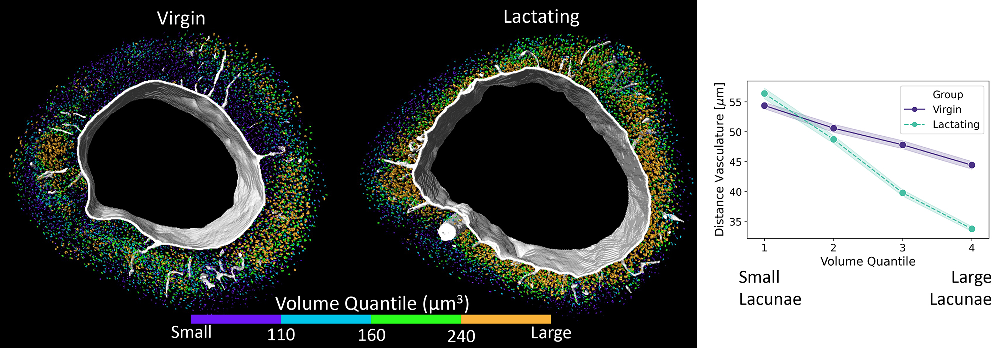 Virgin
Lactating
Volume Quantile (µm³)
Small
110
160
240
Large
Distance Vasculature [µm]
55
50
45
40
35
Group
Virgin
Lactating
1
2
3
4
Volume Quantile
Small
Lacunae
Large
Lacunae